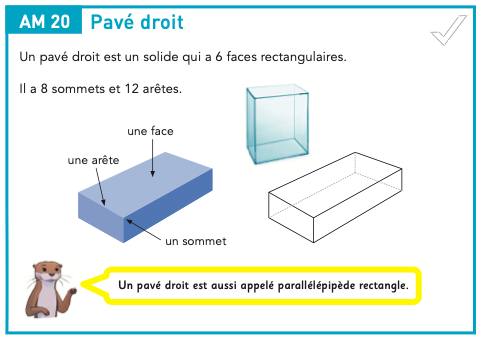 AM 20 Pavé droit
Un pavé droit est un solide qui a 6 faces rectangulaires.
Il a 8 sommets et 12 arêtes.
une face
une arête
un sommet
Un pavé droit est aussi appelé parallélépipède rectangle.